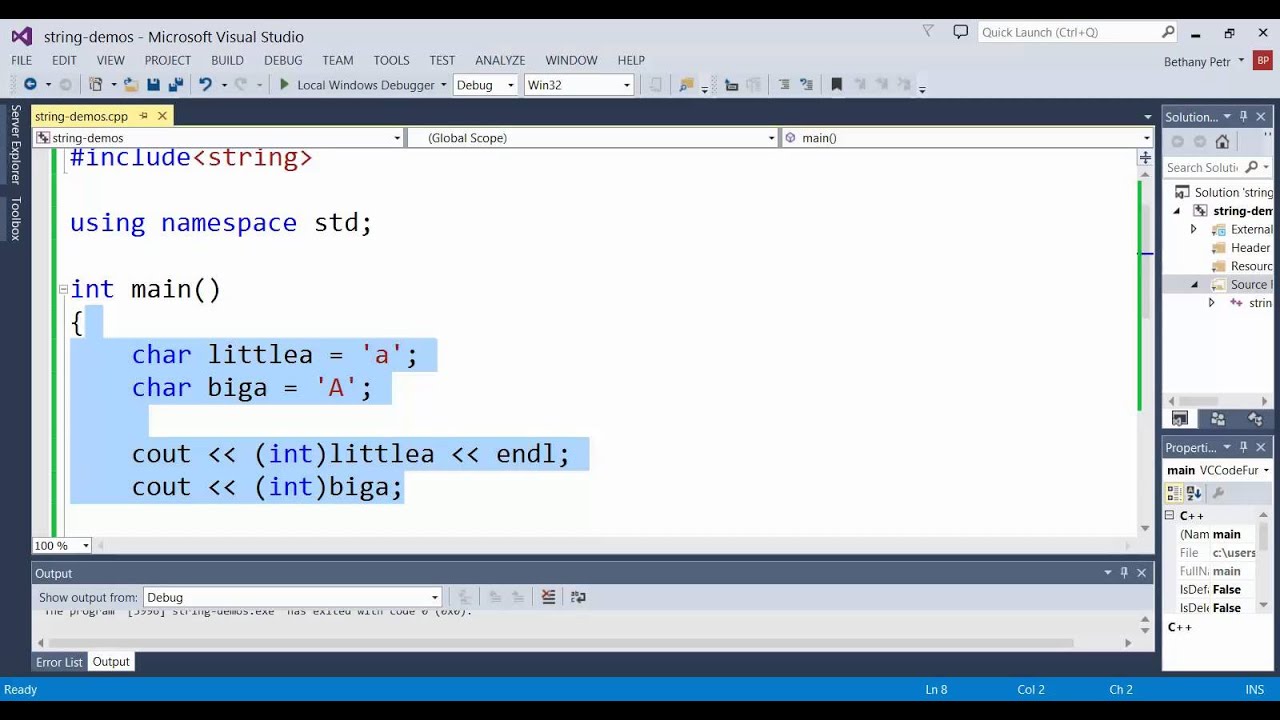 string-demos - Microsoft Visual Studio
Quick Launch (Ctrl+Q)
FILE EDIT VIEW PROJECT BUILD DEBUG TEAM TOOLS TEST ANALYZE WINDOW HELP
Bethany Petr BP
Local Windows Debugger Debug Win32
Server Explorer
Toolbox
string-demos.cpp
string-demos (Global Scope) main()
#include<string>
using namespace std;
int main()
{
char littlea = 'a';
char biga = 'A';
cout << (int)littlea << endl;
cout << (int)biga;
100 %
Output
Show output from: Debug
The program '[5996] string-demos.exe' has exited with code 0 (0x0).
Error List Output
Solution...
Search Soluti
Solution 'string
string-dem
External
Header
Resourc
Source
strin
Properti...
main VCCodeFur
C++
(Nam main
File c:\users
FullN main
IsDef False
IsDele False
C++
Ready Ln 8 Col 2 Ch 2 INS